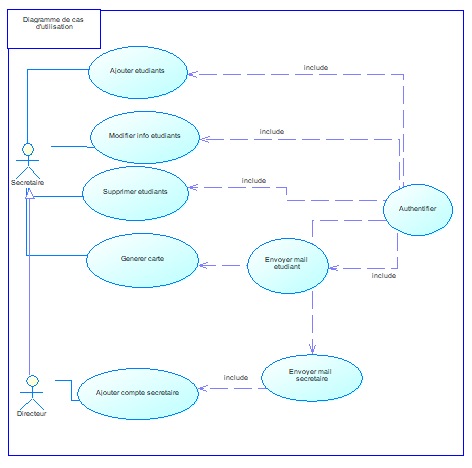 Diagramme de cas
d'utilisation
Ajouter etudiants
include
Modifier info etudiants
include
Secretaire
Supprimer etudiants
include
Authentifier
Generer carte
Envoyer mail
etudiant
include
Envoyer mail
secretaire
include
Ajouter compte secretaire
Directeur